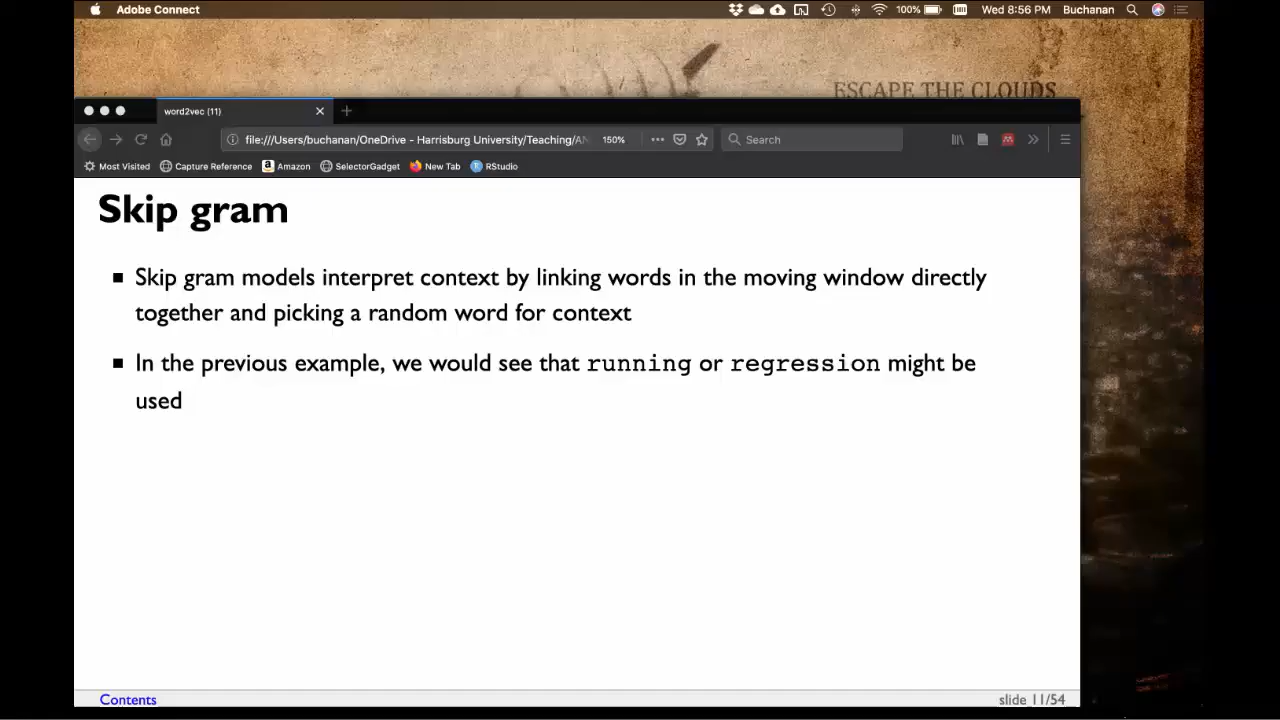 Adobe Connect
100%
Wed 8:56 PM
Buchanan
ESCAPE THE CLOUDS
word2vec (11)
file:///Users/buchanan/OneDrive - Harrisburg University/Teaching/AN
150%
Search
Most Visited
Capture Reference
Amazon
SelectorGadget
New Tab
RStudio
Skip gram
Skip gram models interpret context by linking words in the moving window directly
together and picking a random word for context
In the previous example, we would see that running or regression might be
used
Contents
slide 11/54